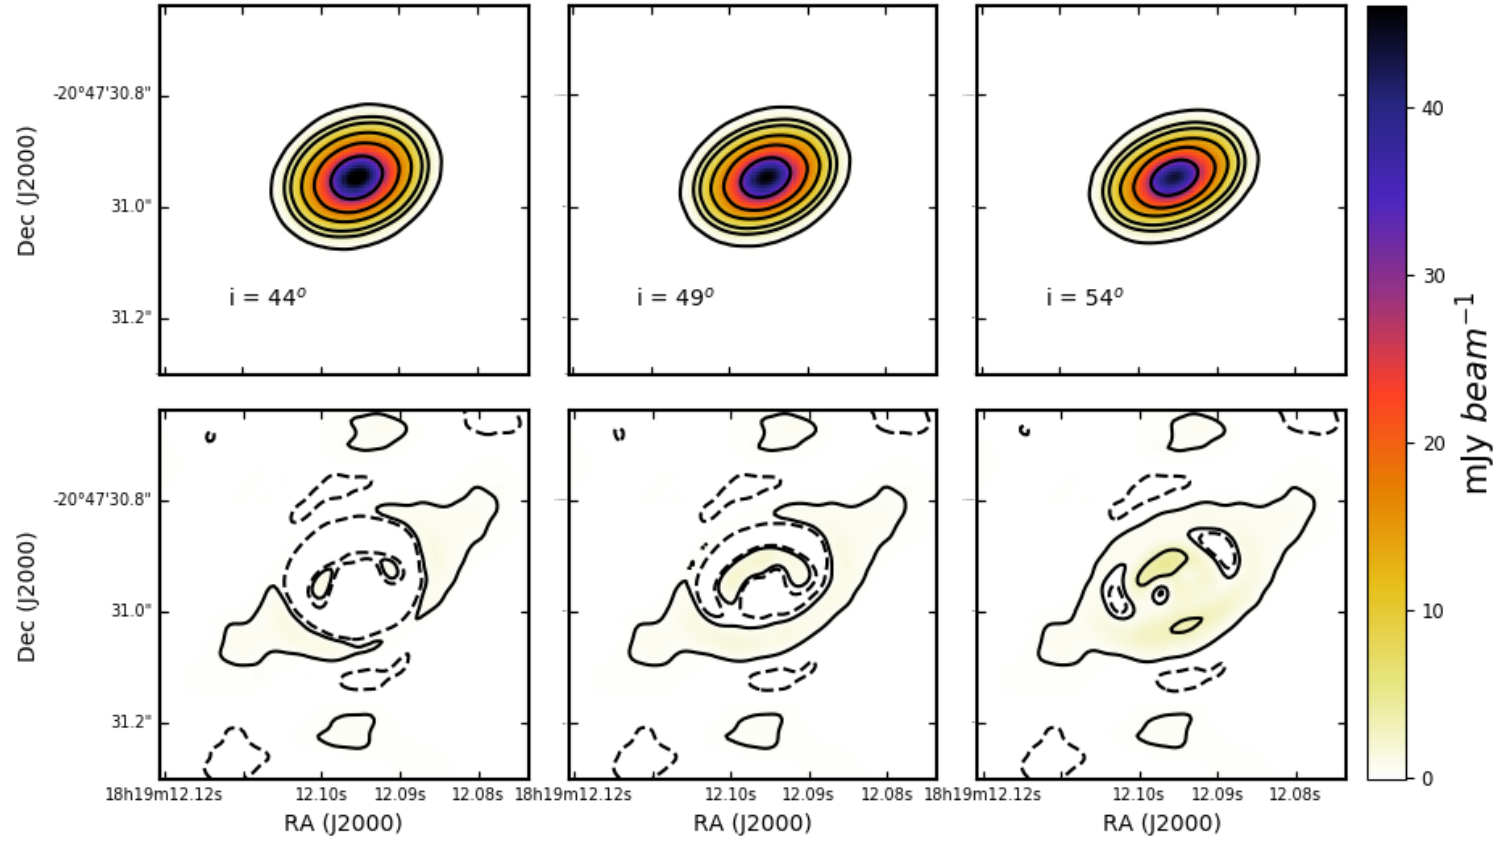 -20°47'30.8"
31.0"
31.2"
Dec (J2000)
i = 44°
i = 49°
i = 54°
40
30
20
10
0
mJy beam⁻¹
-20°47'30.8"
31.0"
31.2"
Dec (J2000)
18h19m12.12s 12.10s 12.09s 12.08s
18h19m12.12s 12.10s 12.09s 12.08s
18h19m12.12s 12.10s 12.09s 12.08s
RA (J2000)
RA (J2000)
RA (J2000)